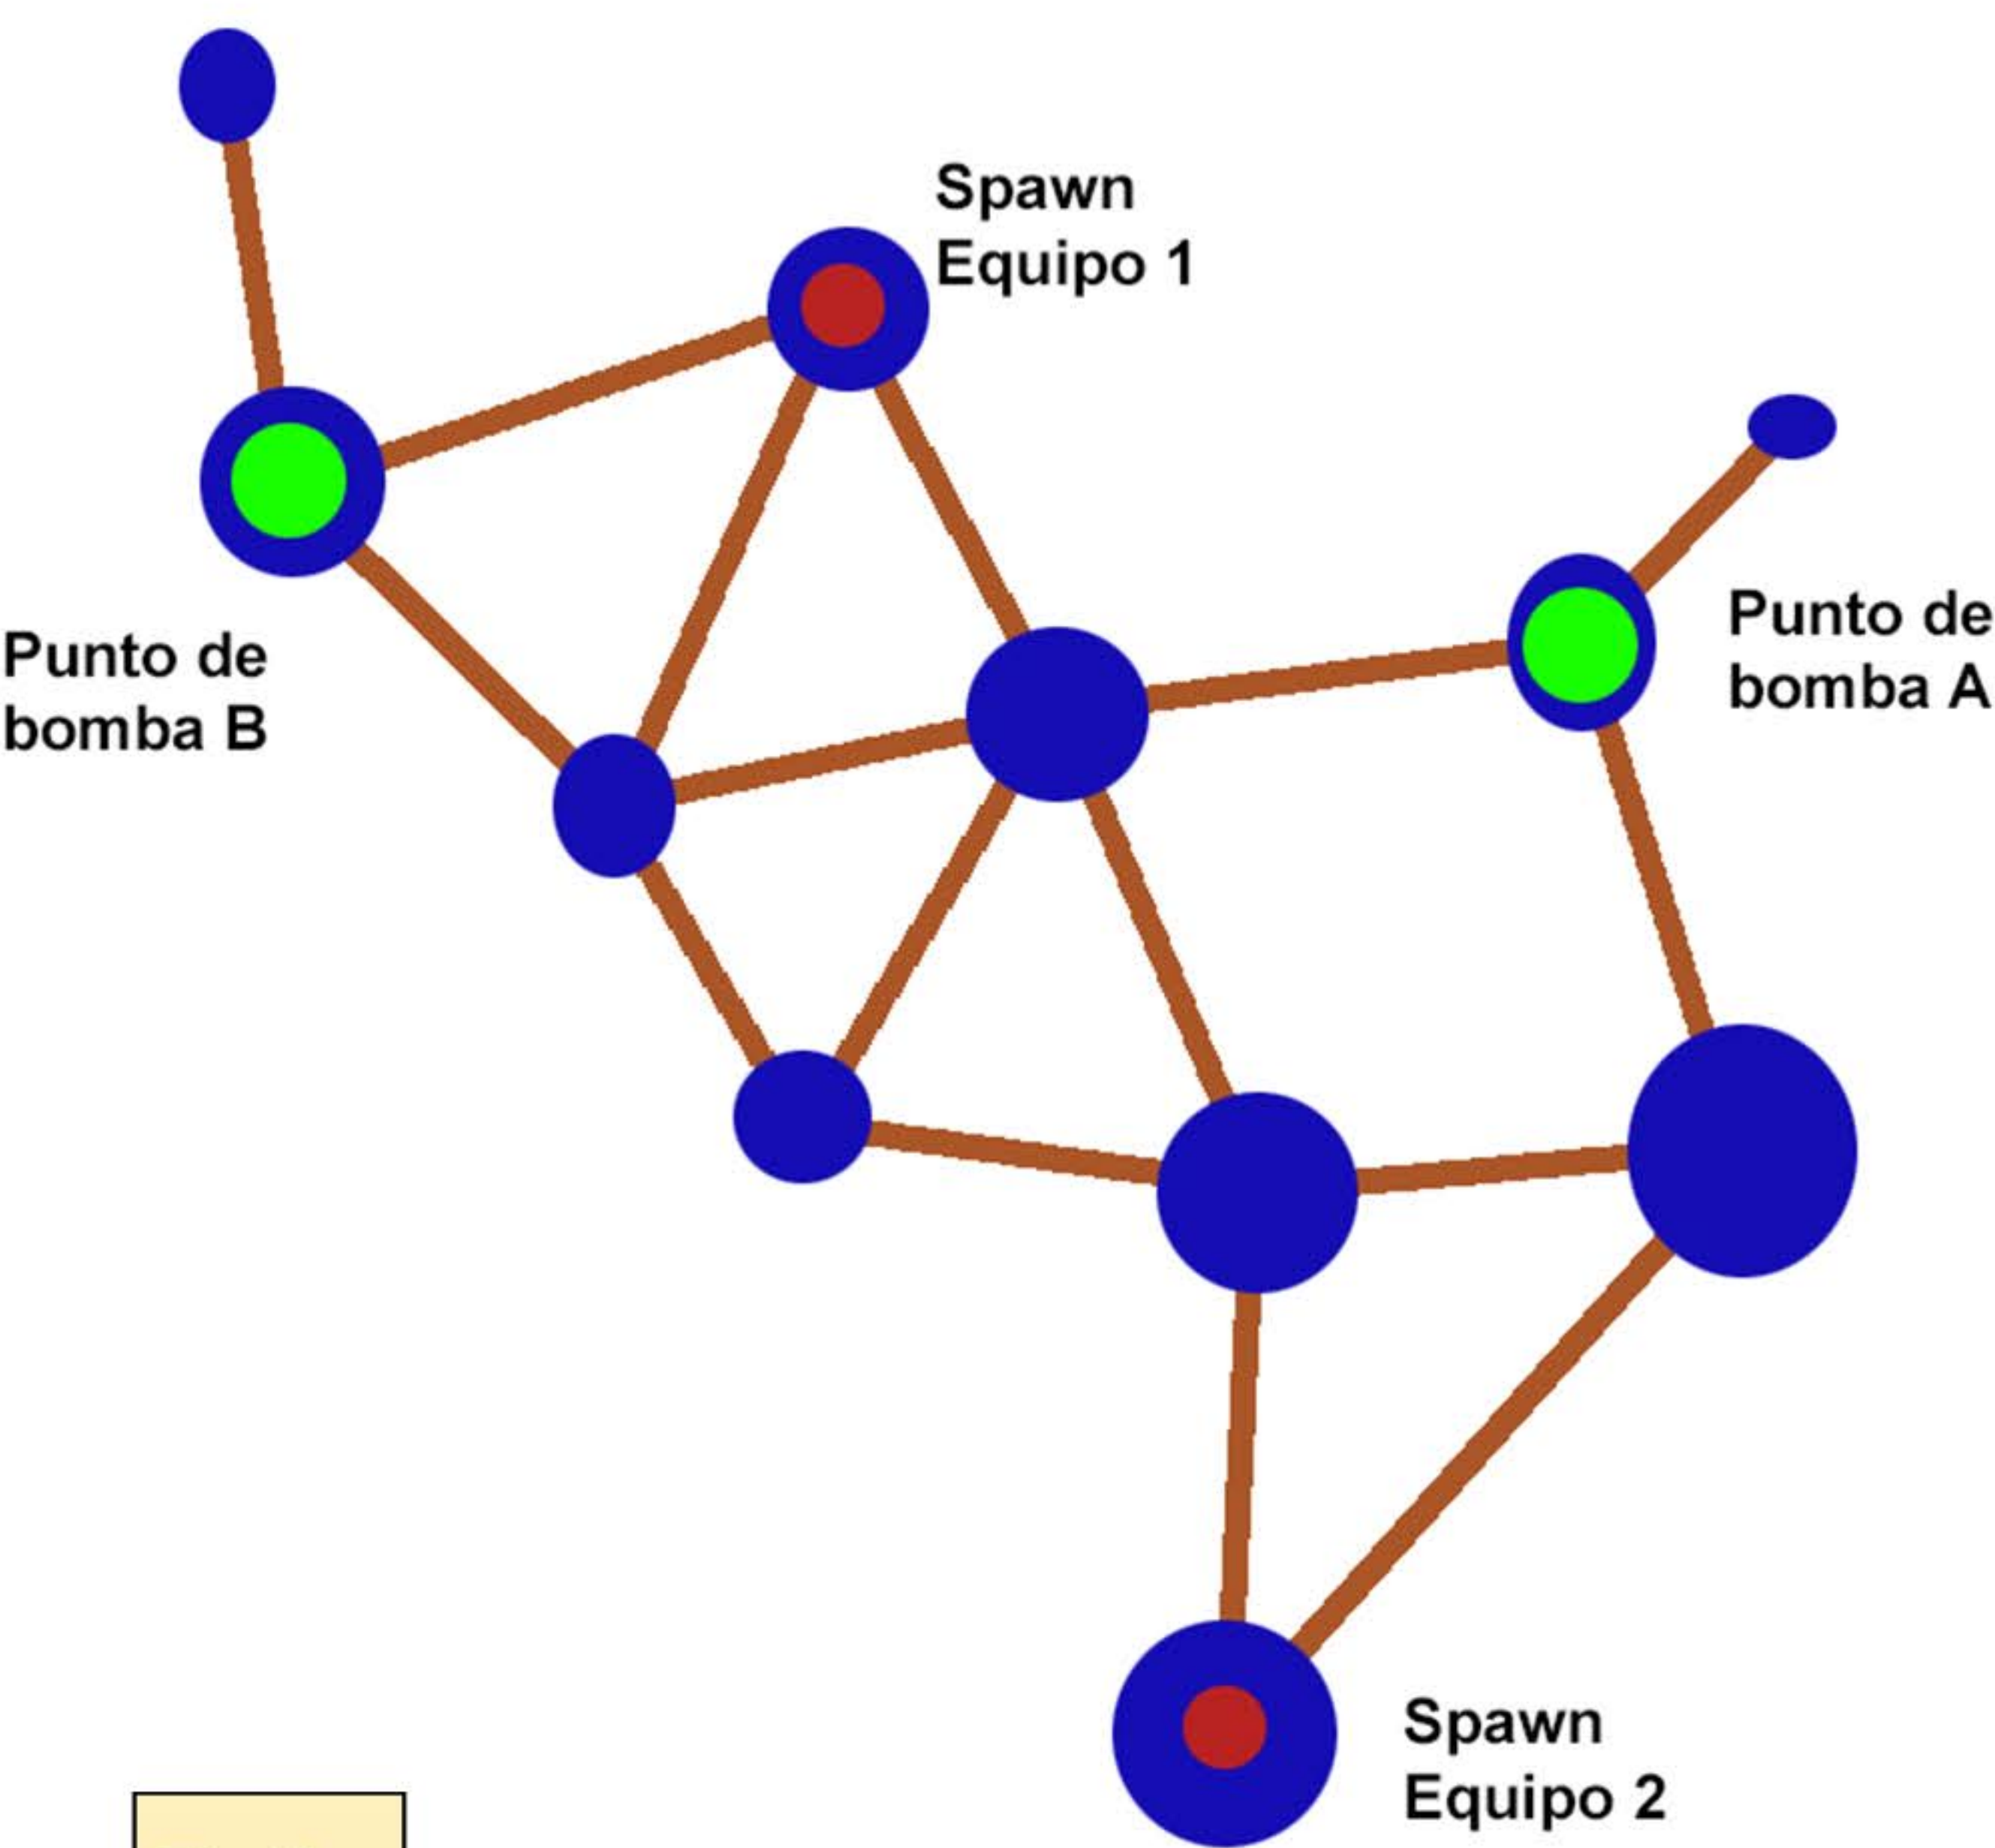 Spawn
Equipo 1
Punto de
bomba A
Punto de
bomba B
Spawn
Equipo 2